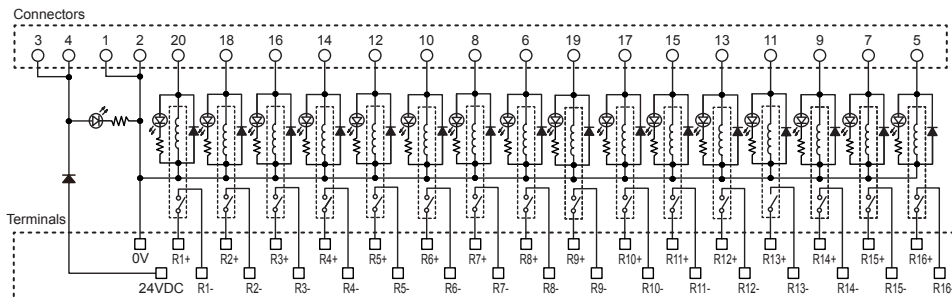 Connectors
3 4 1 2 20 18 16 14 12 10 8 6 19 17 15 13 11 9 7 5
Terminals
0V R1+ R2+ R3+ R4+ R5+ R6+ R7+ R8+ R9+ R10+ R11+ R12+ R13+ R14+ R15+ R16+
24VDC R1- R2- R3- R4- R5- R6- R7- R8- R9- R10- R11- R12- R13- R14- R15- R16-